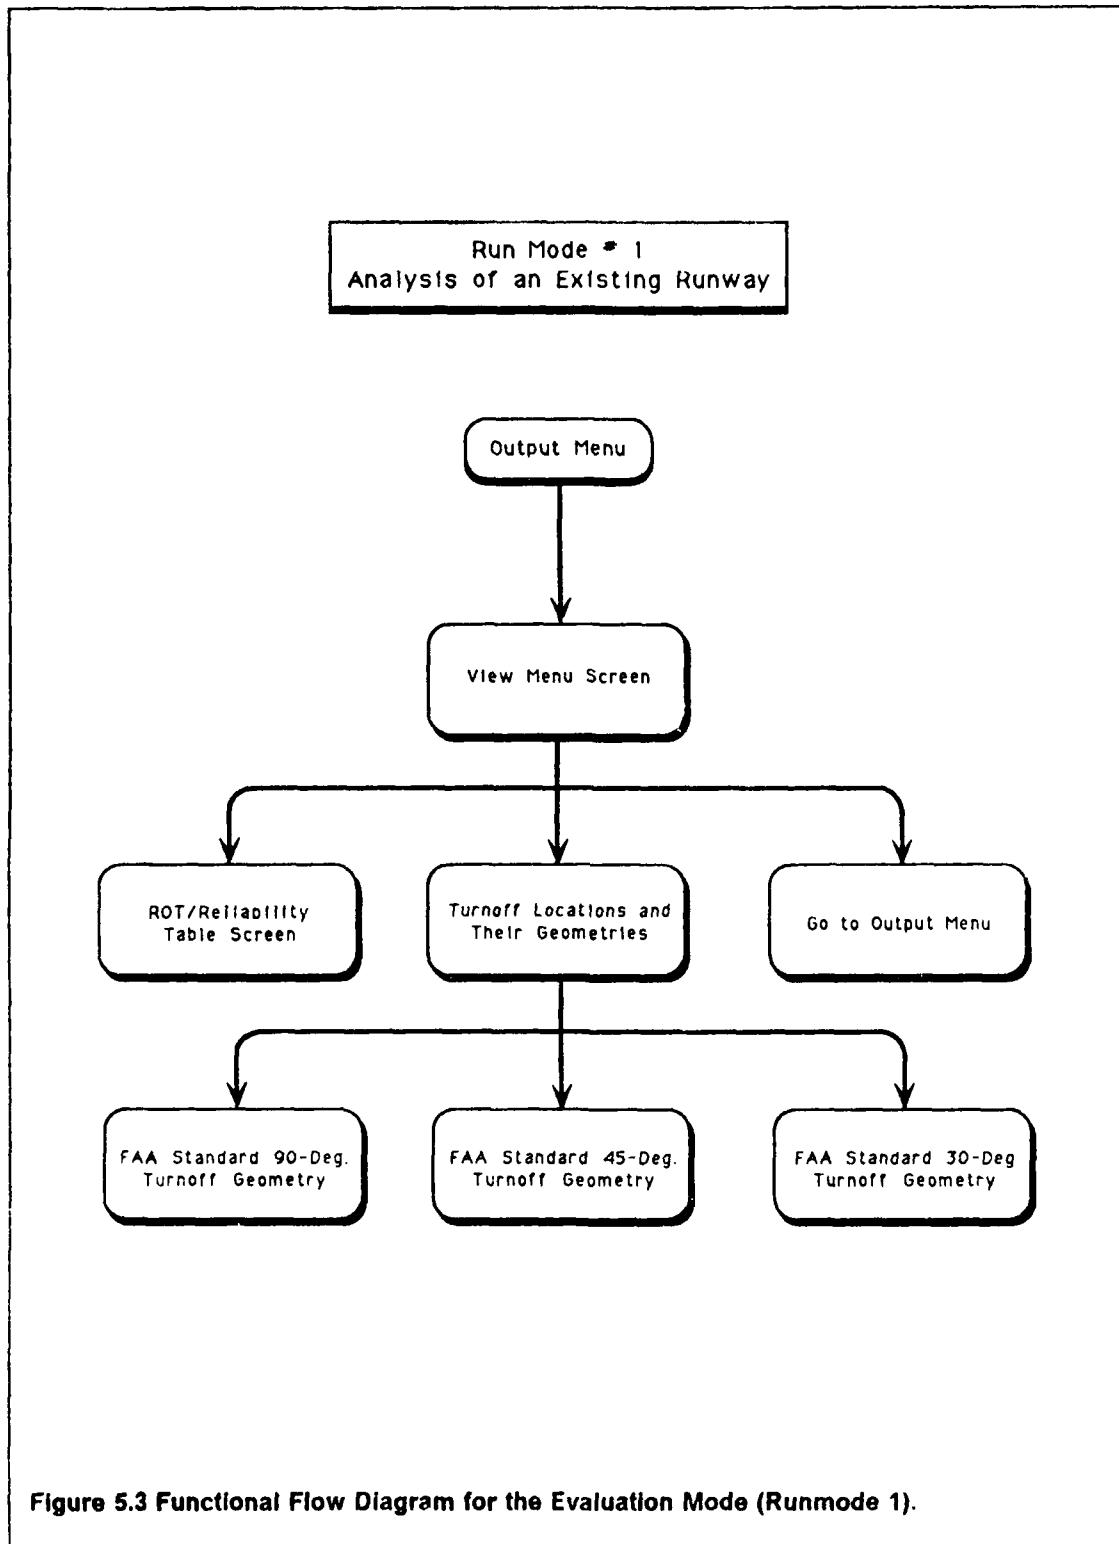 Run Mode # 1
Analysis of an Existing Runway
Output Menu
View Menu Screen
ROT/Reliability
Table Screen
Turnoff Locations and
Their Geometries
Go to Output Menu
FAA Standard 90-Deg.
Turnoff Geometry
FAA Standard 45-Deg.
Turnoff Geometry
FAA Standard 30-Deg
Turnoff Geometry
Figure 5.3 Functional Flow Diagram for the Evaluation Mode (Runmode 1).